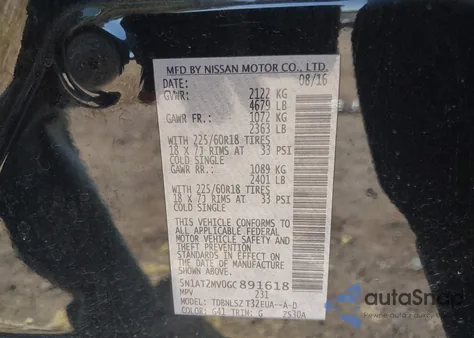 MFD BY NISSAN MOTOR CO., LTD.
DATE: 08/16
GVWR: 2122 KG
4679 LB
GAWR FR.: 1072 KG
2363 LB
WITH 225/60R18 TIRES
18 X 7J RIMS AT 33 PSI
COLD SINGLE
GAWR RR.: 1089 KG
2401 LB
WITH 225/60R18 TIRES
18 X 7J RIMS AT 33 PSI
COLD SINGLE
THIS VEHICLE CONFORMS TO
ALL APPLICABLE FEDERAL
MOTOR VEHICLE SAFETY AND
THEFT PREVENTION
STANDARDS IN EFFECT ON THE
DATE OF MANUFACTURE
SHOWN ABOVE.
5N1AT2MV0GC891618
MPV 231
MODEL: TDBNLSZ T32EUA--A-D
COLOR: G41 TRIM: G 2530A
autoSnap